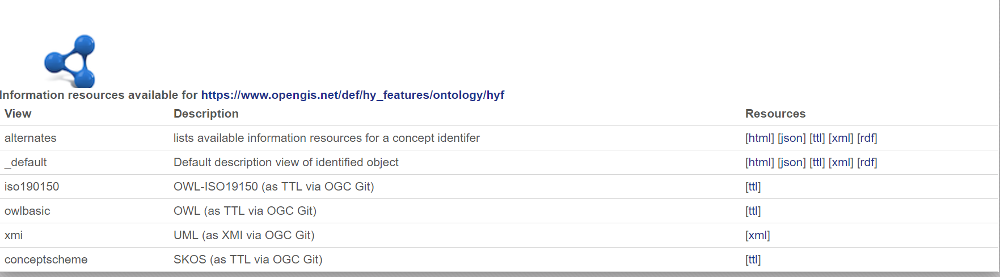 Information resources available for https://www.opengis.net/def/hy_features/ontology/hyf
View Description Resources
alternates lists available information resources for a concept identifer [html] [json] [ttl] [xml] [rdf]
_default Default description view of identified object [html] [json] [ttl] [xml] [rdf]
iso190150 OWL-ISO19150 (as TTL via OGC Git) [ttl]
owlbasic OWL (as TTL via OGC Git) [ttl]
xmi UML (as XMI via OGC Git) [xml]
conceptscheme SKOS (as TTL via OGC Git) [ttl]